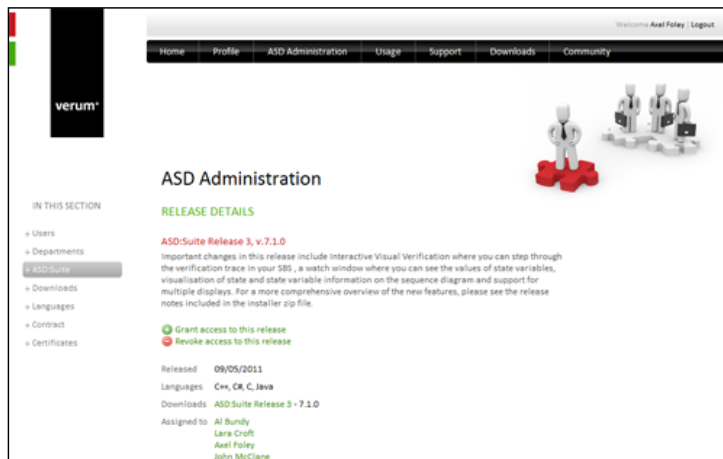 Welcome Axel Foley | Logout
Home Profile ASD Administration Usage Support Downloads Community
verum®
ASD Administration
IN THIS SECTION
RELEASE DETAILS
+ Users
+ Departments
+ ASD:Suite
+ Downloads
+ Languages
+ Contract
+ Certificates
ASD:Suite Release 3, v.7.1.0
Important changes in this release include Interactive Visual Verification where you can step through
the verification trace in your SBS , a watch window where you can see the values of state variables,
visualisation of state and state variable information on the sequence diagram and support for
multiple displays. For a more comprehensive overview of the new features, please see the release
notes included in the installer zip file.
Grant access to this release
Revoke access to this release
Released 09/05/2011
Languages C++, C#, C, Java
Downloads ASD:Suite Release 3 - 7.1.0
Assigned to Al Bundy
Lara Croft
Axel Foley
John McClane